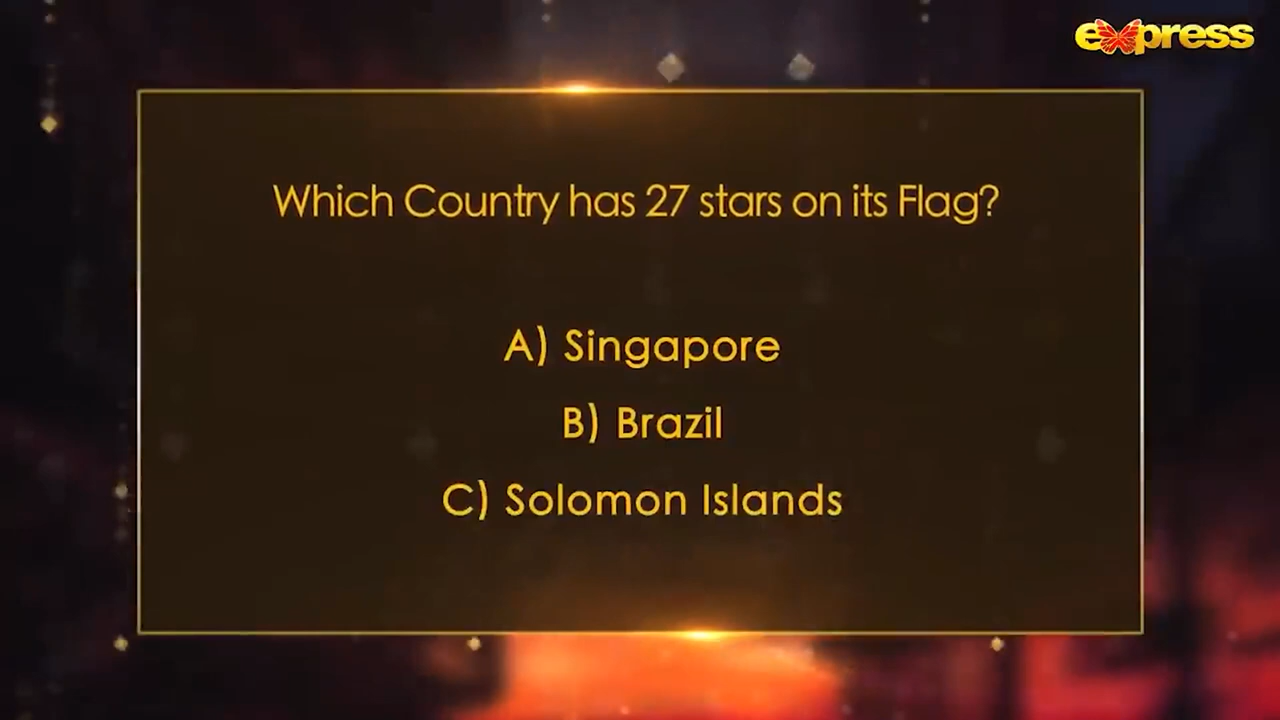 express
Which Country has 27 stars on its Flag?
A) Singapore
B) Brazil
C) Solomon Islands